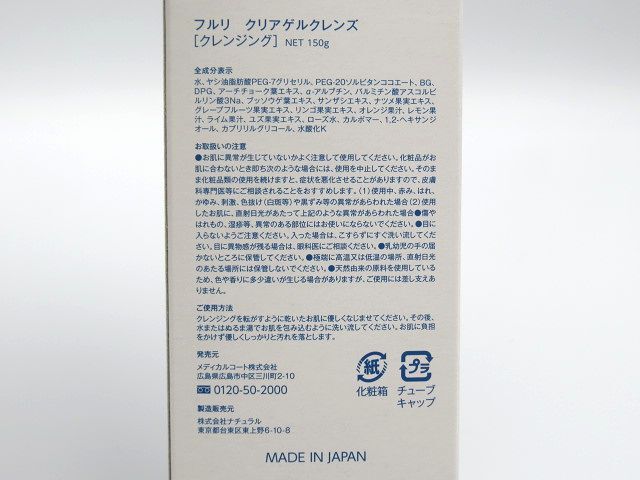 フルリ クリアゲルクレンズ
[クレンジング] NET 150g
全成分表示
水、ヤシ油脂肪酸PEG-7グリセリル、PEG-20ソルビタンココエート、BG、
DPG、アーチチョーク葉エキス、α-アルブチン、パルミチン酸アスコルビ
ルリン酸3Na、ブッソウゲ葉エキス、サンザシエキス、ナツメ果実エキス、
グレープフルーツ果実エキス、リンゴ果実エキス、オレンジ果汁、レモン果
汁、ライム果汁、ユズ果実エキス、ローズ水、カルボマー、1,2-ヘキサンジ
オール、カプリリルグリコール、水酸化K
お取扱いの注意
●お肌に異常が生じていないかよく注意して使用してください。化粧品がお
肌に合わないとき即ち次のような場合には、使用を中止してください。そのま
ま化粧品類の使用を続けますと、症状を悪化させることがありますので、皮膚
科専門医等にご相談されることをおすすめします。(1)使用中、赤み、はれ、
かゆみ、刺激、色抜け(白斑等)や黒ずみ等の異常があらわれた場合(2)使用
したお肌に、直射日光があたって上記のような異常があらわれた場合●傷や
はれもの、湿疹等、異常のある部位にはお使いにならないでください。●目に
入らないようご注意ください。入った場合は、こすらずにすぐ洗い流してくだ
さい。目に異物感が残る場合は、眼科医にご相談ください。●乳幼児の手の届
かないところに保管してください。●極端に高温又は低温の場所、直射日光
のあたる場所には保管しないでください。●天然由来の原料を使用している
ため、色や香りに多少違いが生じる場合がありますが、ご使用には差し支えあ
りません。
ご使用方法
クレンジングを転がすように乾いたお肌に優しくなじませてください。その後、
水またはぬるま湯でお肌を包み込むように洗い流してください。お肌に負担
をかけず優しくしっかりと汚れを落とします。
発売元
メディカルコート株式会社
広島県広島市中区三川町2-10
0120-50-2000
製造販売元
株式会社ナチュラル
東京都台東区東上野6-10-8
紙
化粧箱
プラ
チューブ
キャップ
MADE IN JAPAN